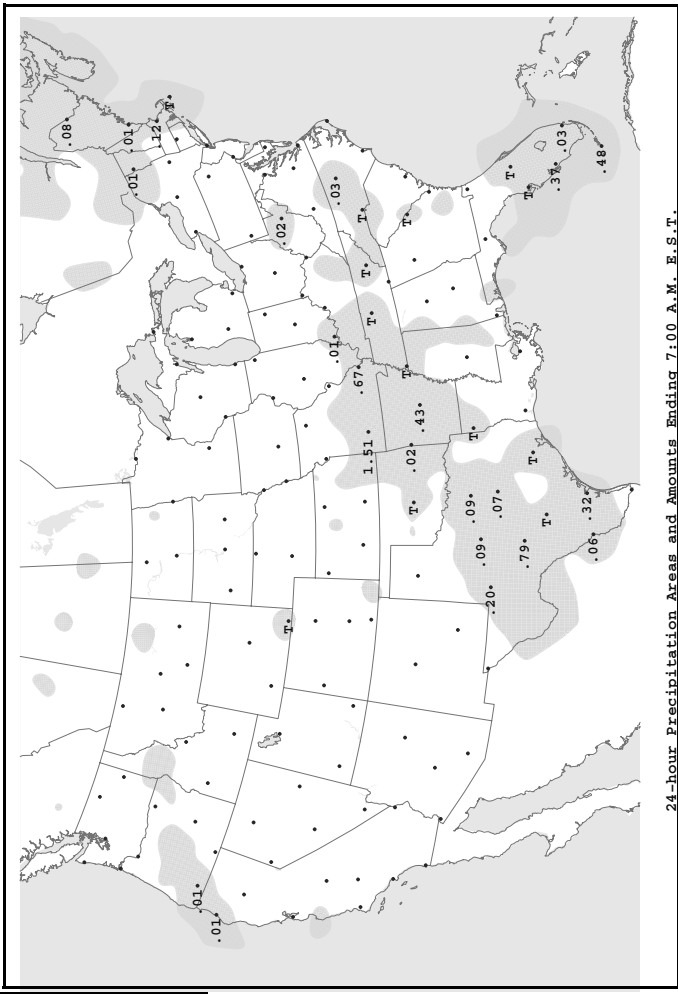 .08
.01
.01
.12
T
.01
.01
.02
T
.01
.03
.67
T
T
1.51
T
T
T
.02
T
.43
.09
T
.09
.20
.07
T
.79
T
T
T
.37
.03
.32
.06
.48
24-hour Precipitation Areas and Amounts Ending 7:00 A.M. E.S.T.